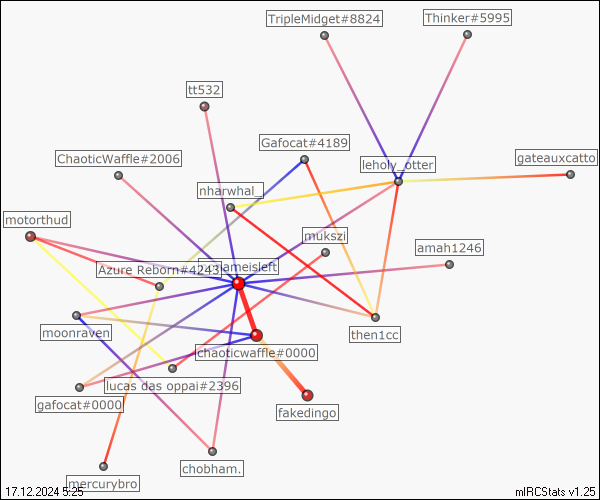 TripleMidget#8824
Thinker#5995
tt532
Gafocat#4189
ChaoticWaffle#2006
leholy_otter
gateauxcatto
nharwhal_
motorthud
mukszi
amah1246
Azure Reborn#4243
ameisleft
moonraven
then1cc
chaoticwaffle#0000
lucas das oppai#2396
gafocat#0000
fakedingo
chobham.
mercurybro
17.12.2024 5:25
mIRCStats v1.25